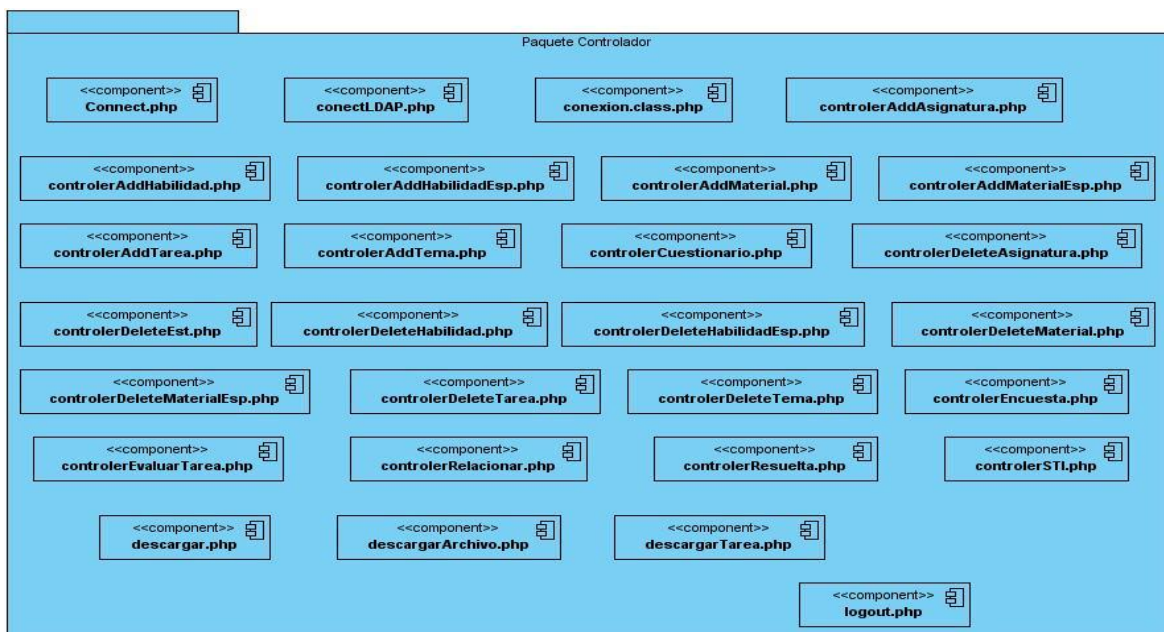 Paquete Controlador
<<component>>
Connect.php
<<component>>
conectLDAP.php
<<component>>
conexion.class.php
<<component>>
controlerAddAsignatura.php
<<component>>
controlerAddHabilidad.php
<<component>>
controlerAddHabilidadEsp.php
<<component>>
controlerAddMaterial.php
<<component>>
controlerAddMaterialEsp.php
<<component>>
controlerAddTarea.php
<<component>>
controlerAddTema.php
<<component>>
controlerCuestionario.php
<<component>>
controlerDeleteAsignatura.php
<<component>>
controlerDeleteEst.php
<<component>>
controlerDeleteHabilidad.php
<<component>>
controlerDeleteHabilidadEsp.php
<<component>>
controlerDeleteMaterial.php
<<component>>
controlerDeleteMaterialEsp.php
<<component>>
controlerDeleteTarea.php
<<component>>
controlerDeleteTema.php
<<component>>
controlerEncuesta.php
<<component>>
controlerEvaluarTarea.php
<<component>>
controlerRelacionar.php
<<component>>
controlerResuelta.php
<<component>>
controlerSTI.php
<<component>>
descargar.php
<<component>>
descargarArchivo.php
<<component>>
descargarTarea.php
<<component>>
logout.php